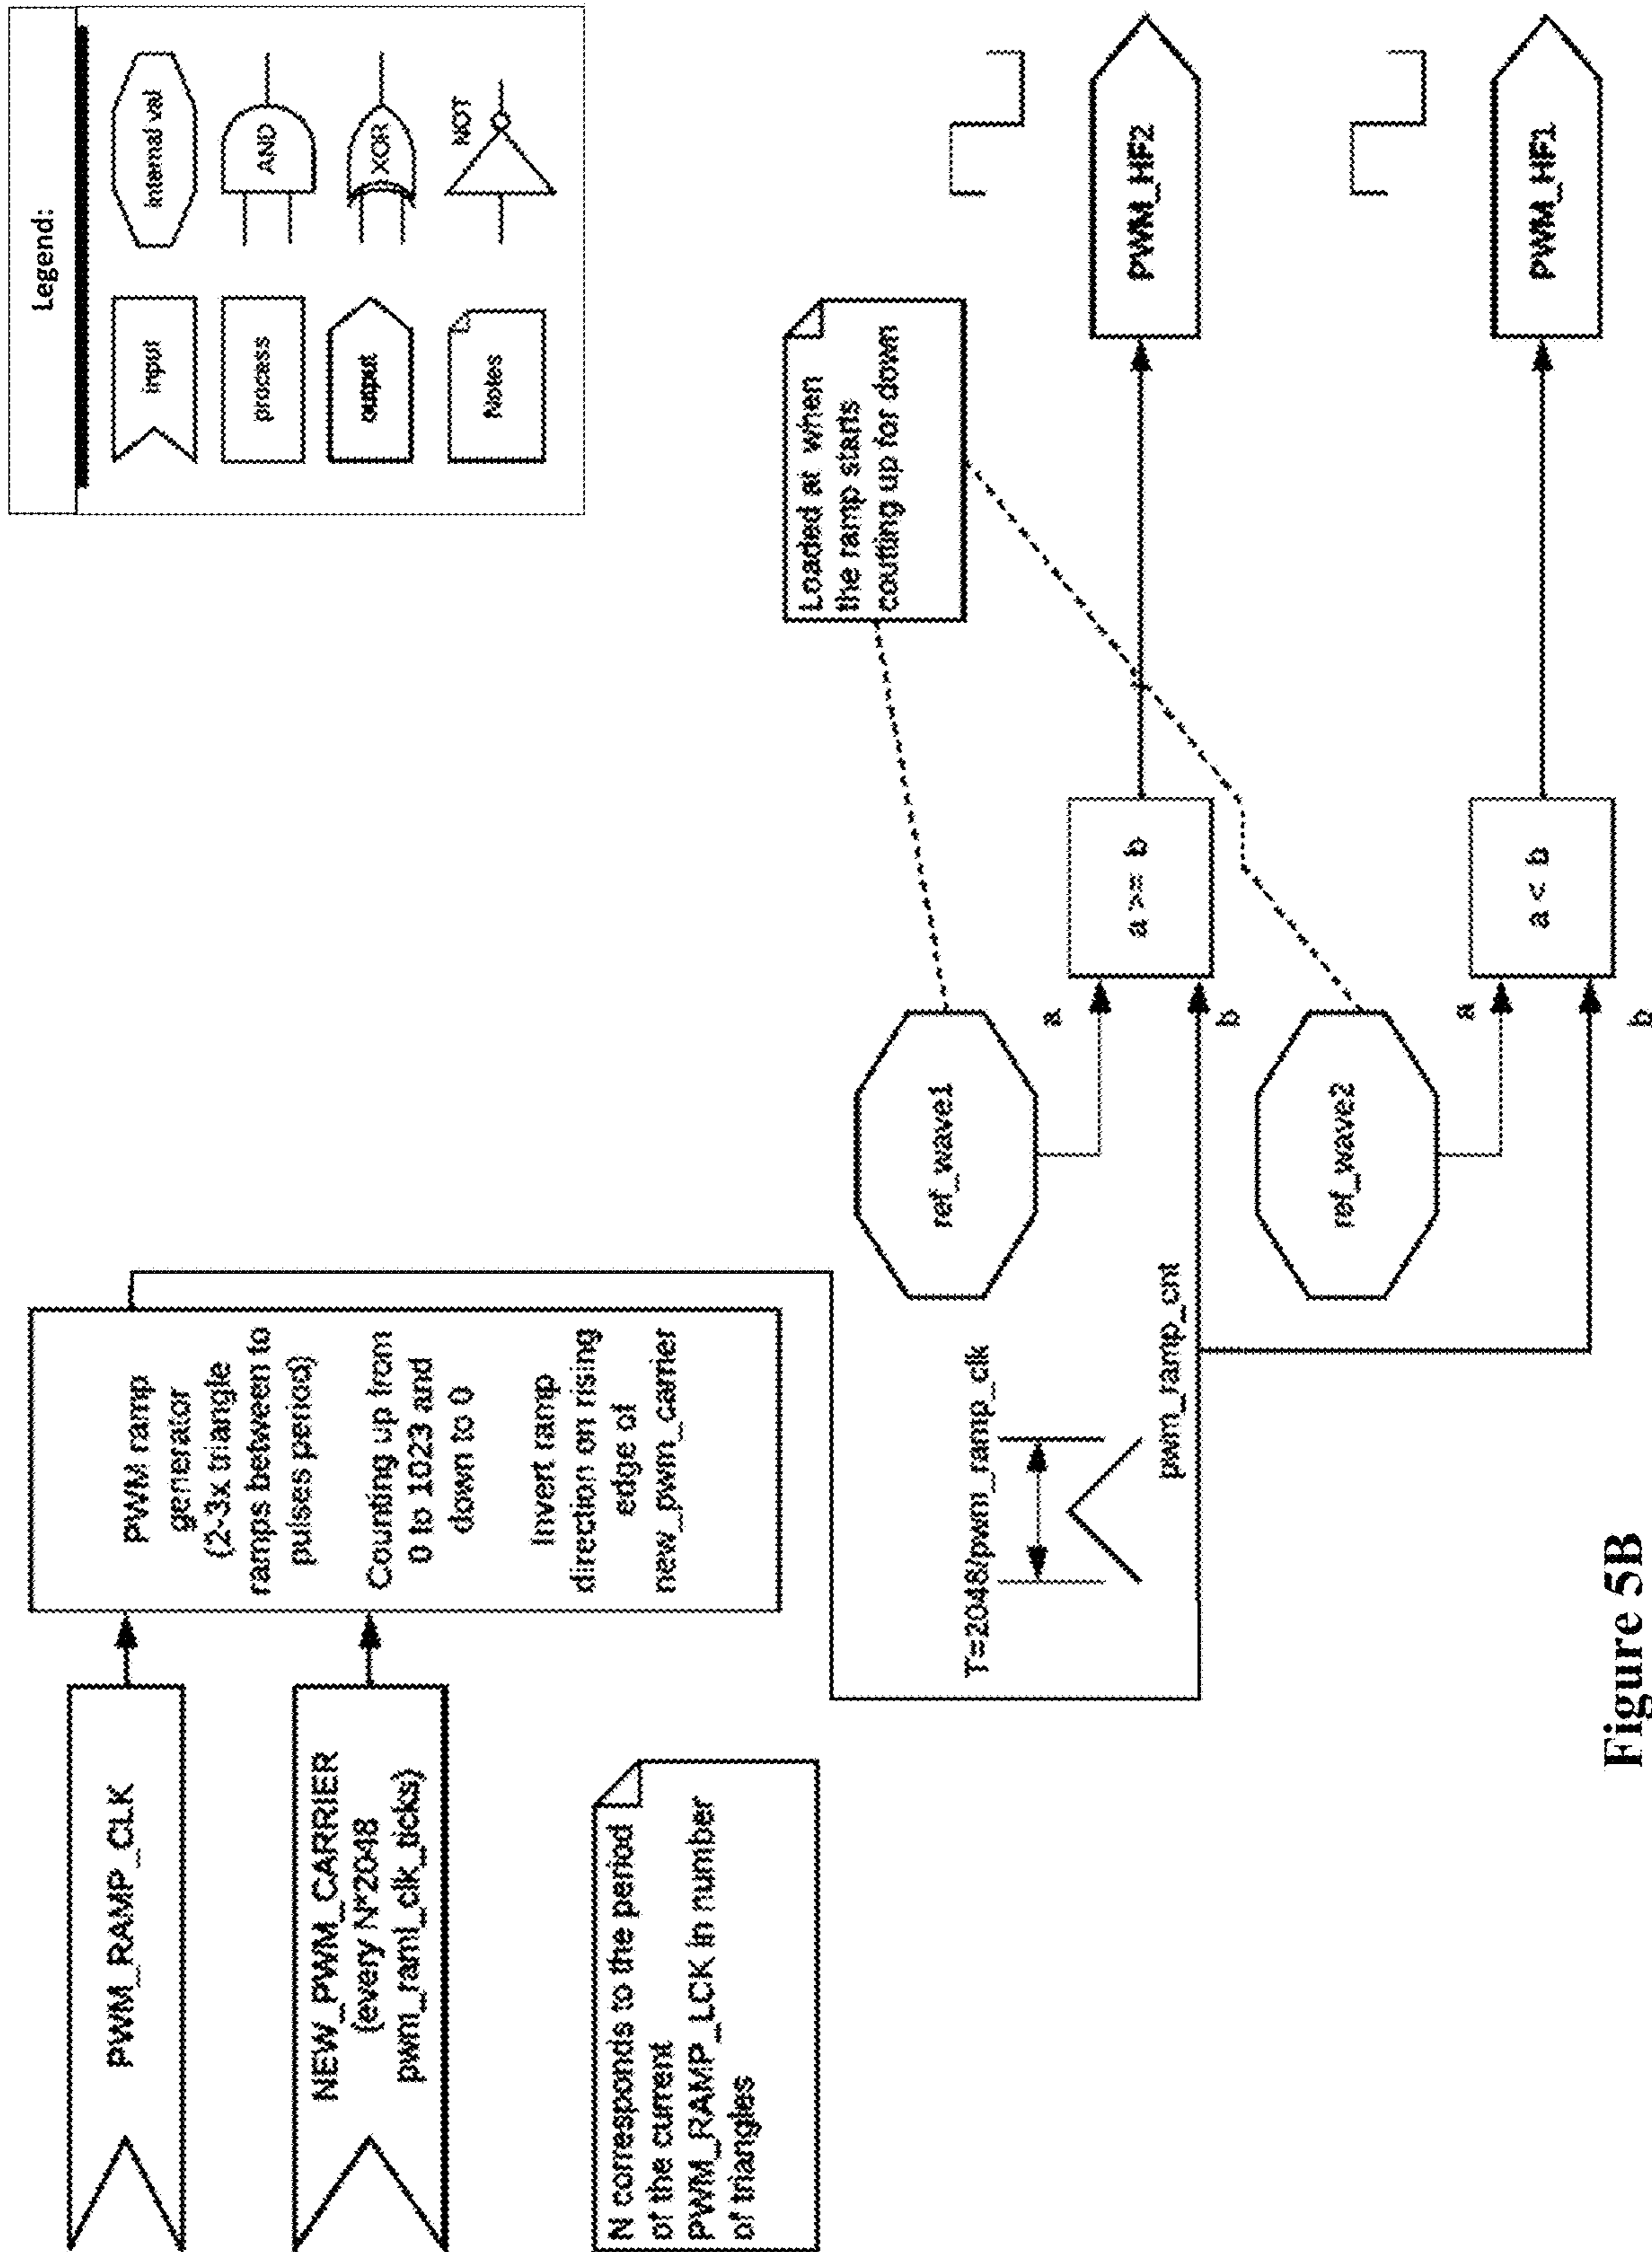 Legend:
input
Internal val
process
AND
output
XOR
Notes
NOT
PWM_RAMP_CLK
NEW_PWM_CARRIER
(every N*2048
pwm_raml_clk_ticks)
N corresponds to the period
of the current
PWM_RAMP_LCK in number
of triangles
PWM ramp
generator
(2-3x triangle
ramps between to
pulses period)
Counting up from
0 to 1023 and
down to 0
Invert ramp
direction on rising
edge of
new_pwm_carrier
T=2048/pwm_ramp_clk
pwm_ramp_cnt
ref_wave1
a
b
a >= b
Loaded at when
the ramp starts
coutting up for down
PWM_HF2
ref_wave2
a
b
a < b
PWM_HF1
Figure 5B